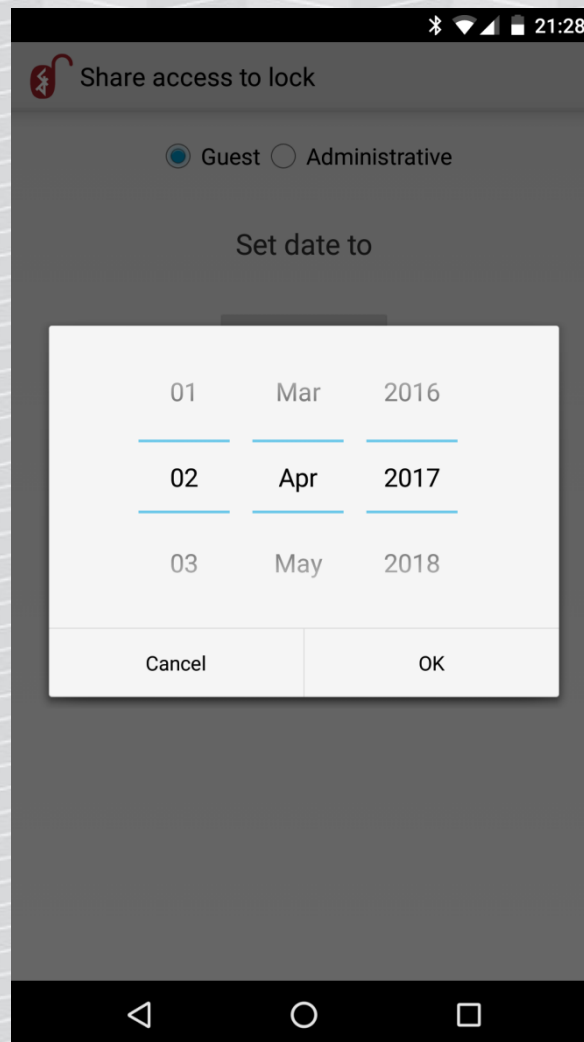 21:28
Share access to lock
Guest Administrative
Set date to
01 Mar 2016
02 Apr 2017
03 May 2018
Cancel OK